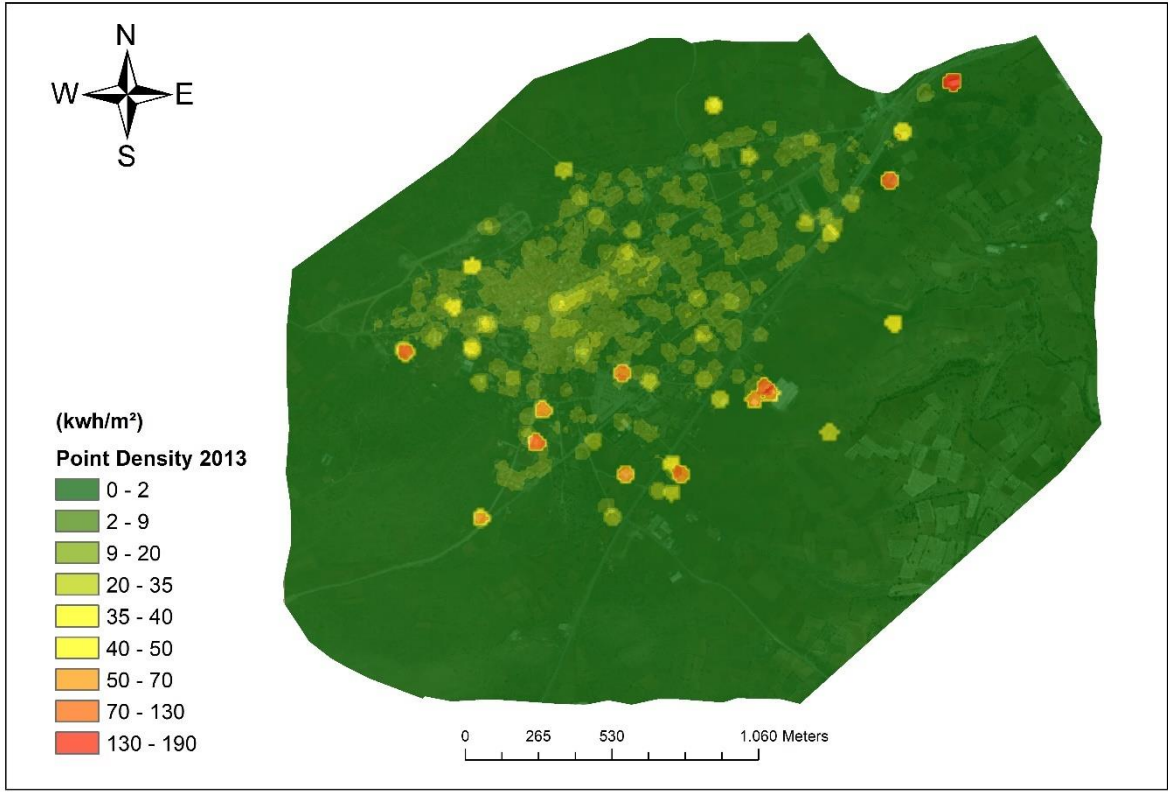 N
W E
S
(kwh/m²)
Point Density 2013
0 - 2
2 - 9
9 - 20
20 - 35
35 - 40
40 - 50
50 - 70
70 - 130
130 - 190
0 265 530 1.060 Meters